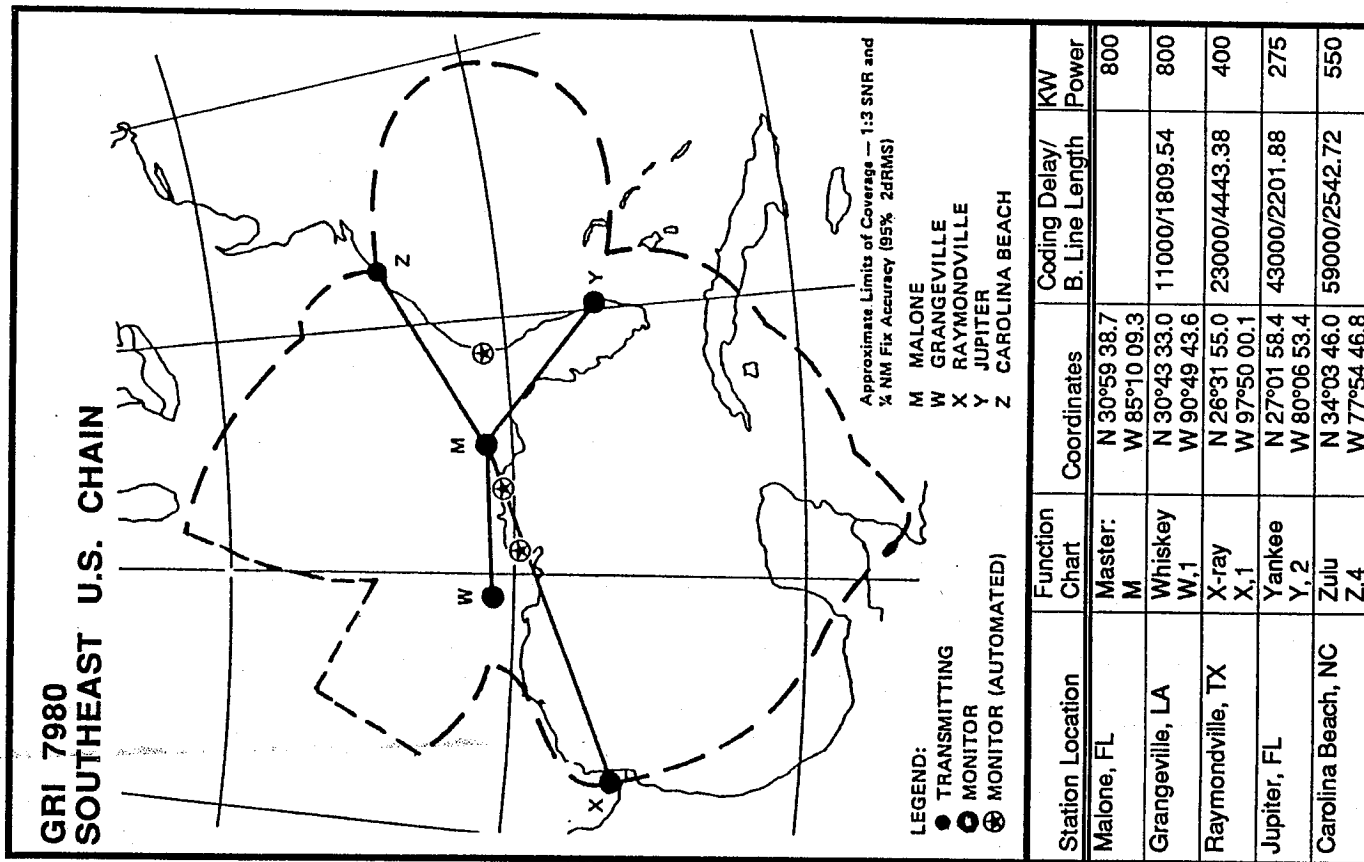 GRI 7980
SOUTHEAST U.S. CHAIN
Z
M
W
Y
X
Approximate Limits of Coverage — 1:3 SNR and
¼ NM Fix Accuracy (95% 2dRMS)
M MALONE
W GRANGEVILLE
X RAYMONDVILLE
Y JUPITER
Z CAROLINA BEACH
LEGEND:
TRANSMITTING
MONITOR
MONITOR (AUTOMATED)
Station Location Function Chart Coordinates Coding Delay/ B. Line Length KW Power
Malone, FL Master: M N 30°59 38.7 W 85°10 09.3 800
Grangeville, LA Whiskey W,1 N 30°43 33.0 W 90°49 43.6 11000/1809.54 800
Raymondville, TX X-ray X,1 N 26°31 55.0 W 97°50 00.1 23000/4443.38 400
Jupiter, FL Yankee Y, 2 N 27°01 58.4 W 80°06 53.4 43000/2201.88 275
Carolina Beach, NC Zulu Z,4 N 34°03 46.0 W 77°54 46.8 59000/2542.72 550